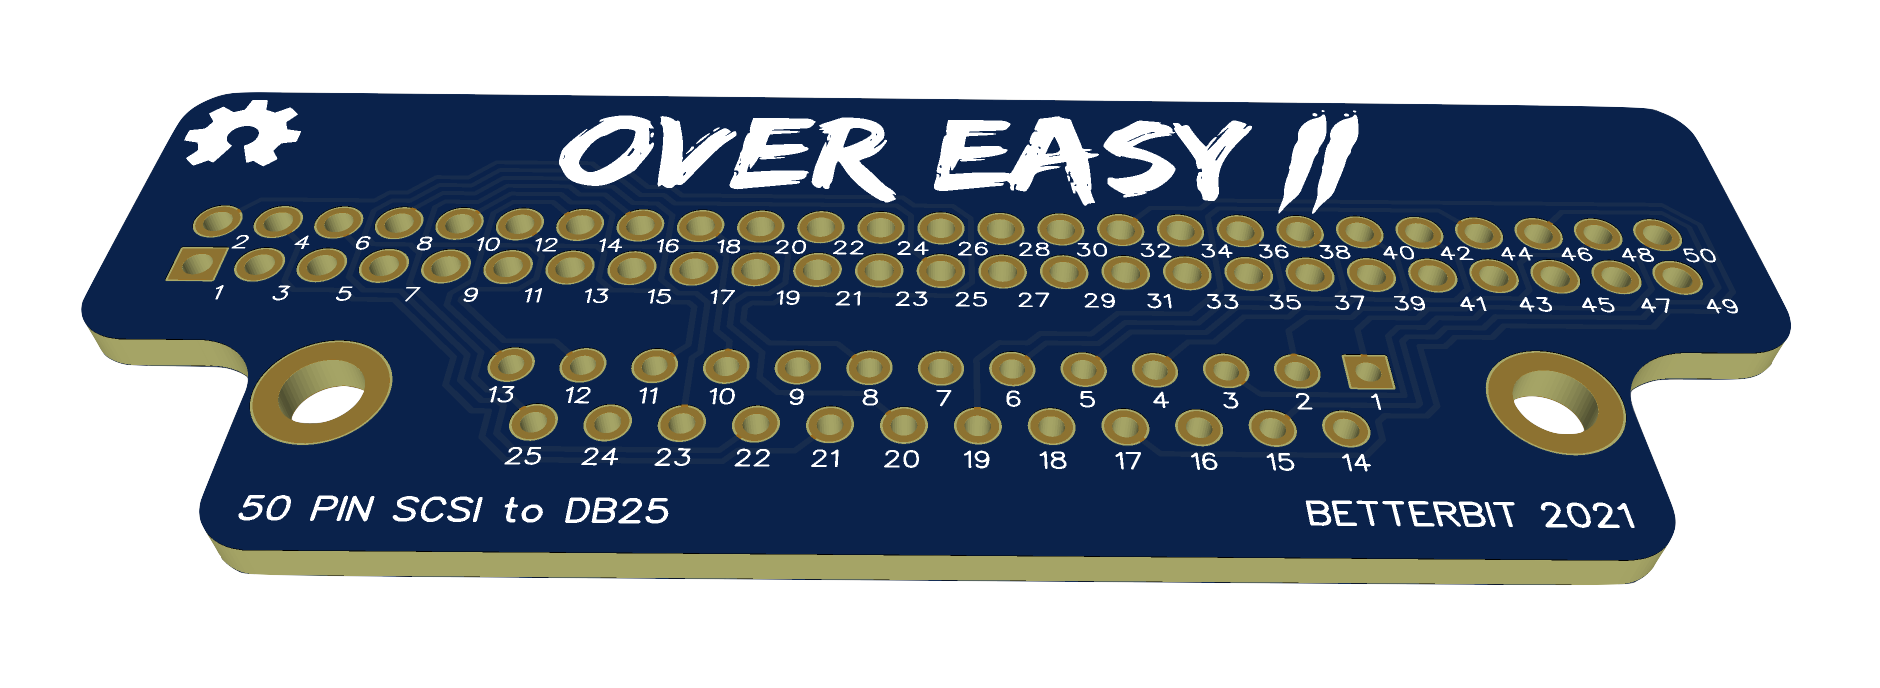 OVER EASY II
2 4 6 8 10 12 14 16 18 20 22 24 26 28 30 32 34 36 38 40 42 44 46 48 50
1 3 5 7 9 11 13 15 17 19 21 23 25 27 29 31 33 35 37 39 41 43 45 47 49
13 12 11 10 9 8 7 6 5 4 3 2 1
25 24 23 22 21 20 19 18 17 16 15 14
50 PIN SCSI to DB25
BETTERBIT 2021